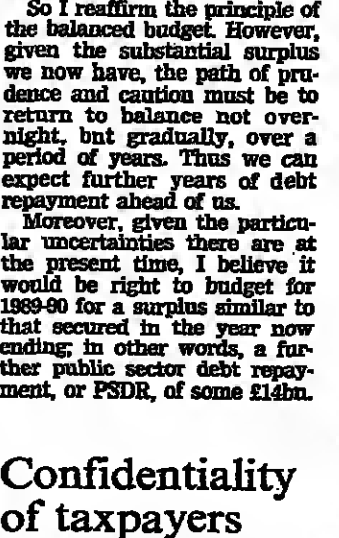 So I reaffirm the principle of
the balanced budget. However,
given the substantial surplus
we now have, the path of pru-
dence and caution must be to
return to balance not over-
night, but gradually, over a
period of years. Thus we can
expect further years of debt
repayment ahead of us.
Moreover, given the particu-
lar uncertainties there are at
the present time, I believe it
would be right to budget for
1989-90 for a surplus similar to
that secured in the year now
ending; in other words, a fur-
ther public sector debt repay-
ment, or PSDR, of some £14bn.
Confidentiality
of taxpayers